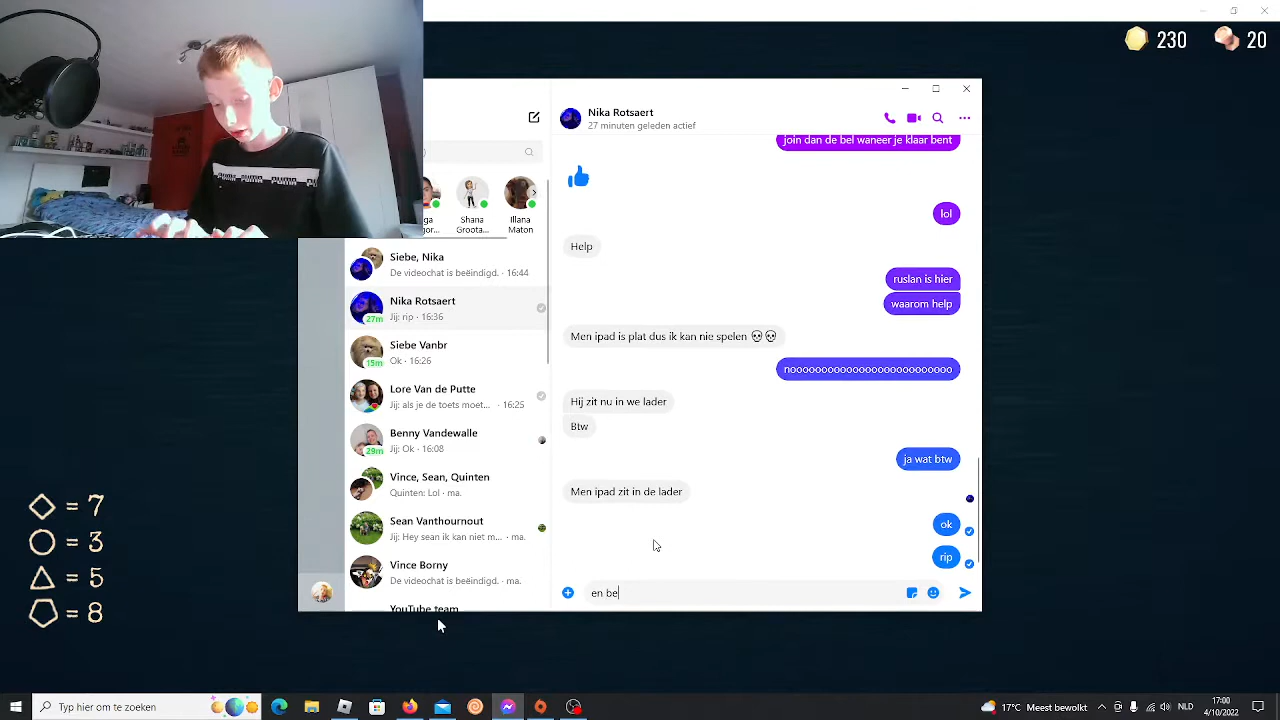 230
20
Nika Rotsaert
27 minuten geleden actief
join dan de bel waneer je klaar bent
lol
Help
ruslan is hier
waarom help
Men ipad is plat dus ik kan nie spelen 💀💀
nooooooooooooooooooooooooooo
Hij zit nu in we lader
Btw
ja wat btw
Men ipad zit in de lader
ok
rip
en be
Shana
Groota...
Illana
Maton
Siebe, Nika
De videochat is beëindigd. · 16:44
Nika Rotsaert
Jij: rip · 16:36
27m
Siebe Vanbr
Ok · 16:26
15m
Lore Van de Putte
Jij: als je de toets moet... · 16:25
Benny Vandewalle
Jij: Ok · 16:08
29m
Vince, Sean, Quinten
Quinten: Lol · ma.
Sean Vanthournout
Jij: Hey sean ik kan niet m... · ma.
Vince Borny
De videochat is beëindigd. · ma.
YouTube team
= 7
= 3
= 5
= 8
Typ hier om te zoeken
17°C Meest bewolkt
NLD
17:00
4/10/2022